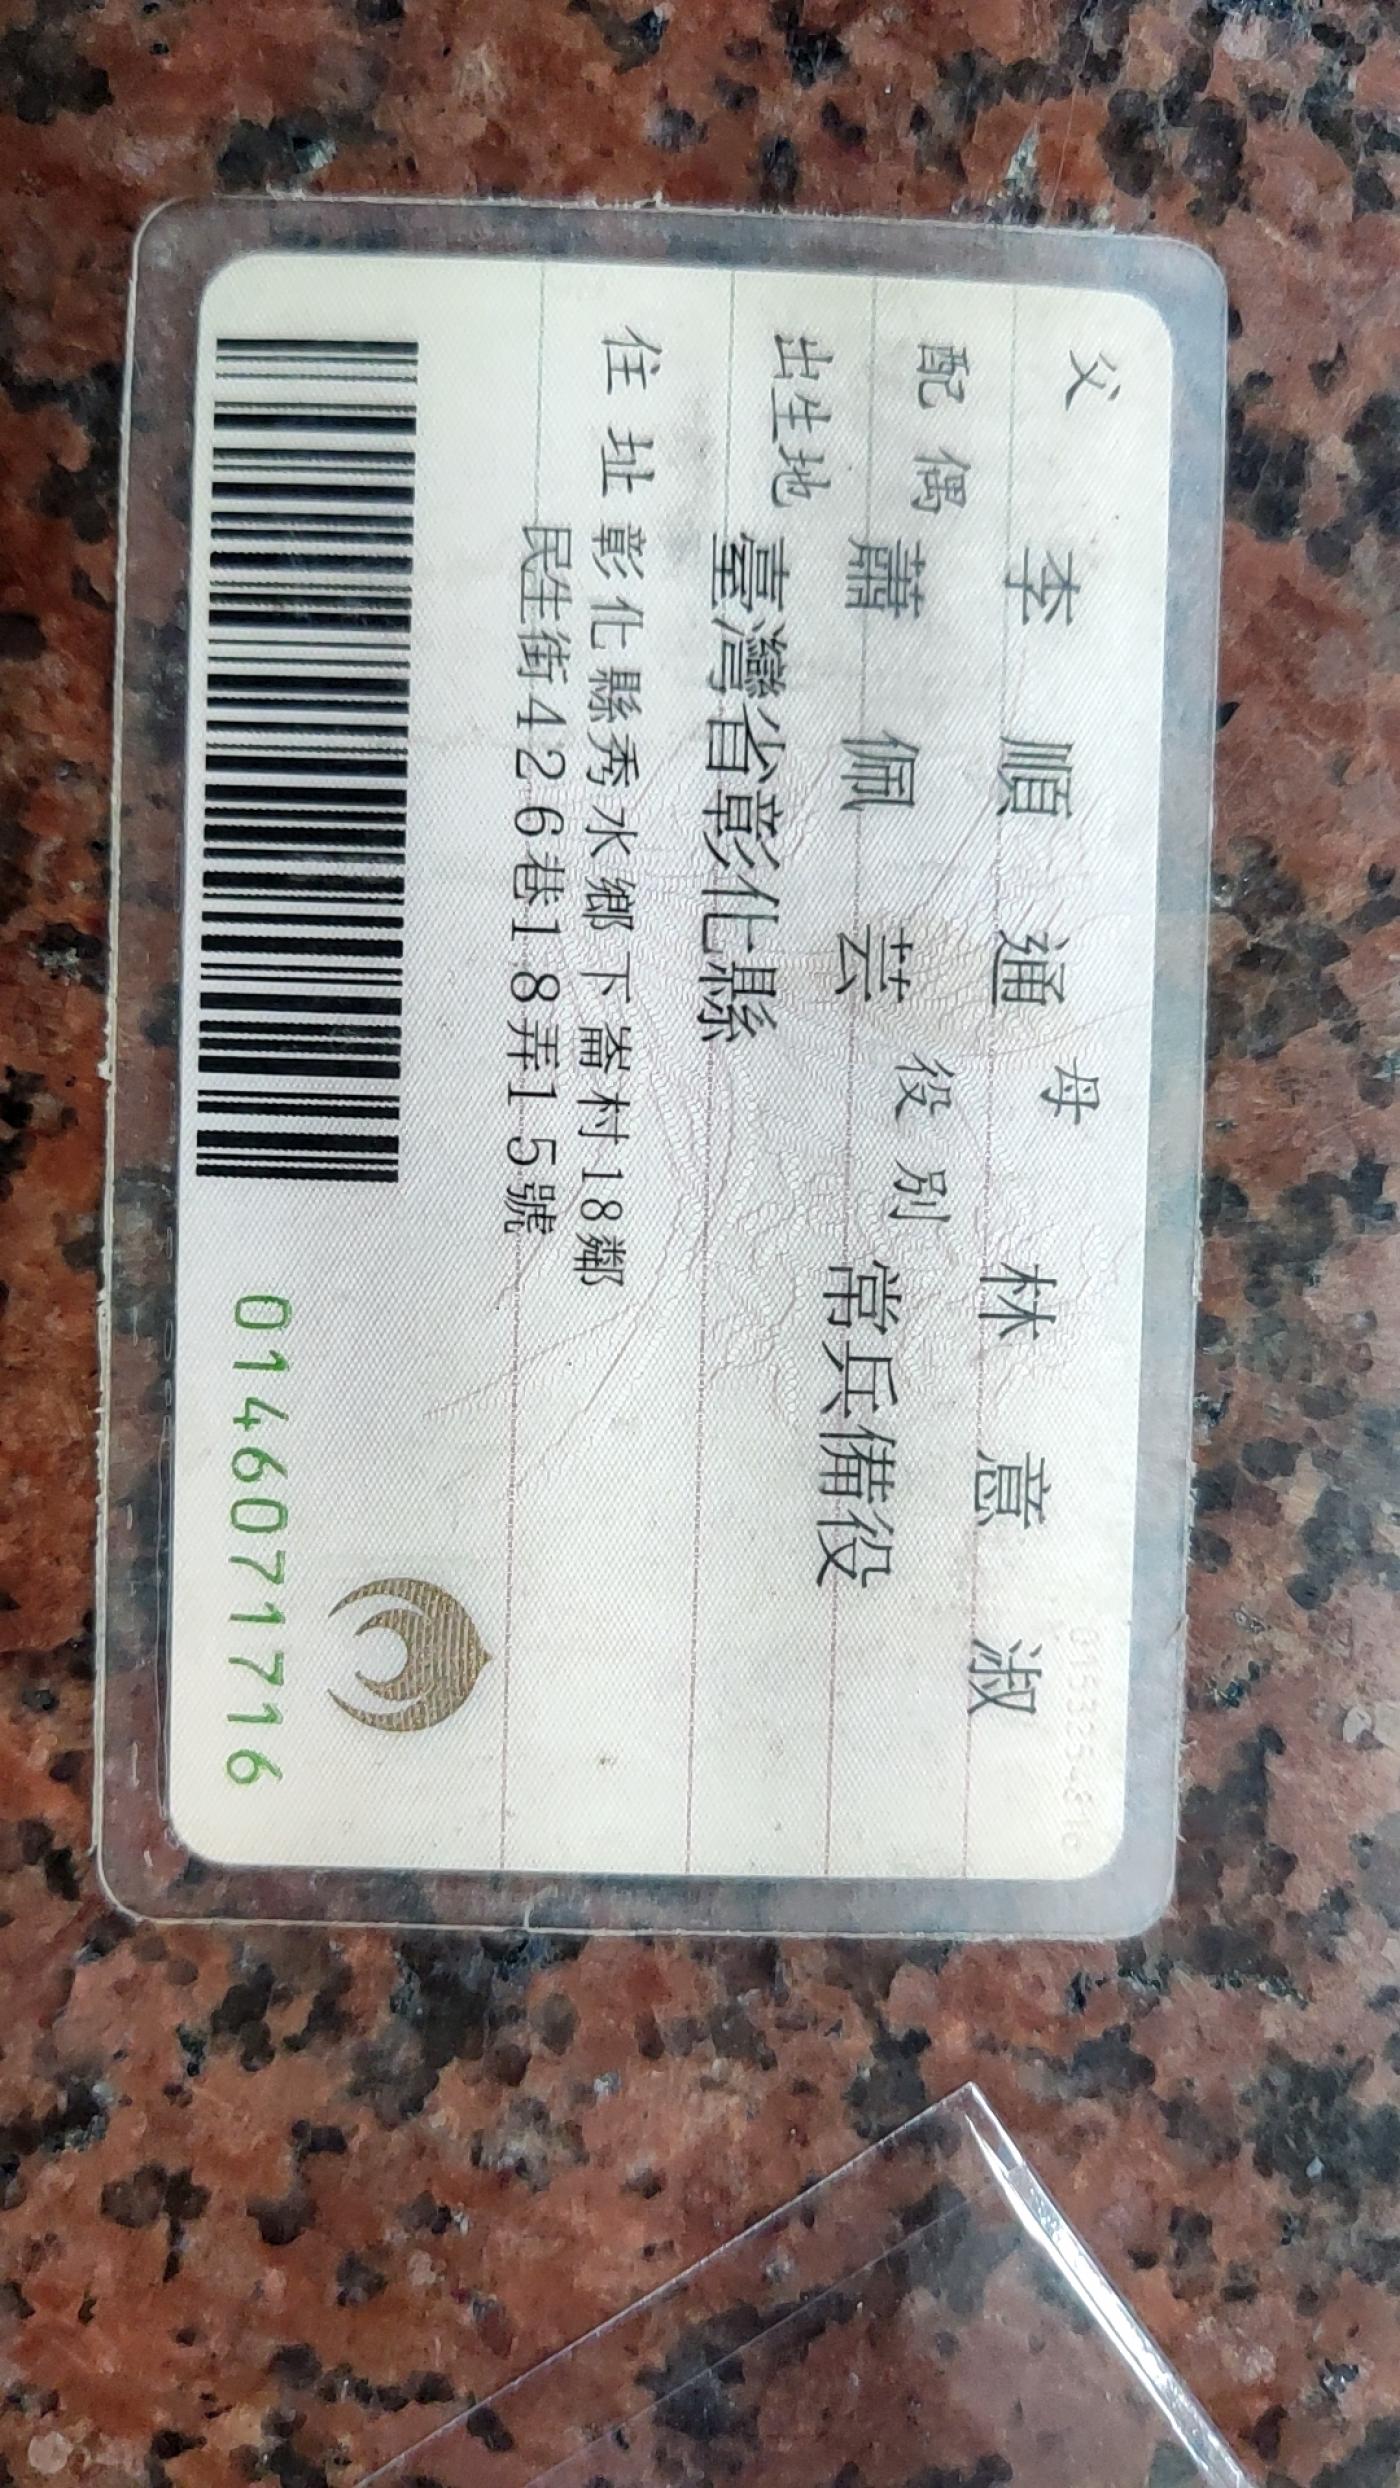 父 李順通 母 林意淑
配偶 蕭佩芸 役別 常兵備役
出生地 臺灣省彰化縣
住址 彰化縣秀水鄉下崙村18鄰
民生街426巷18弄15號
0146071716